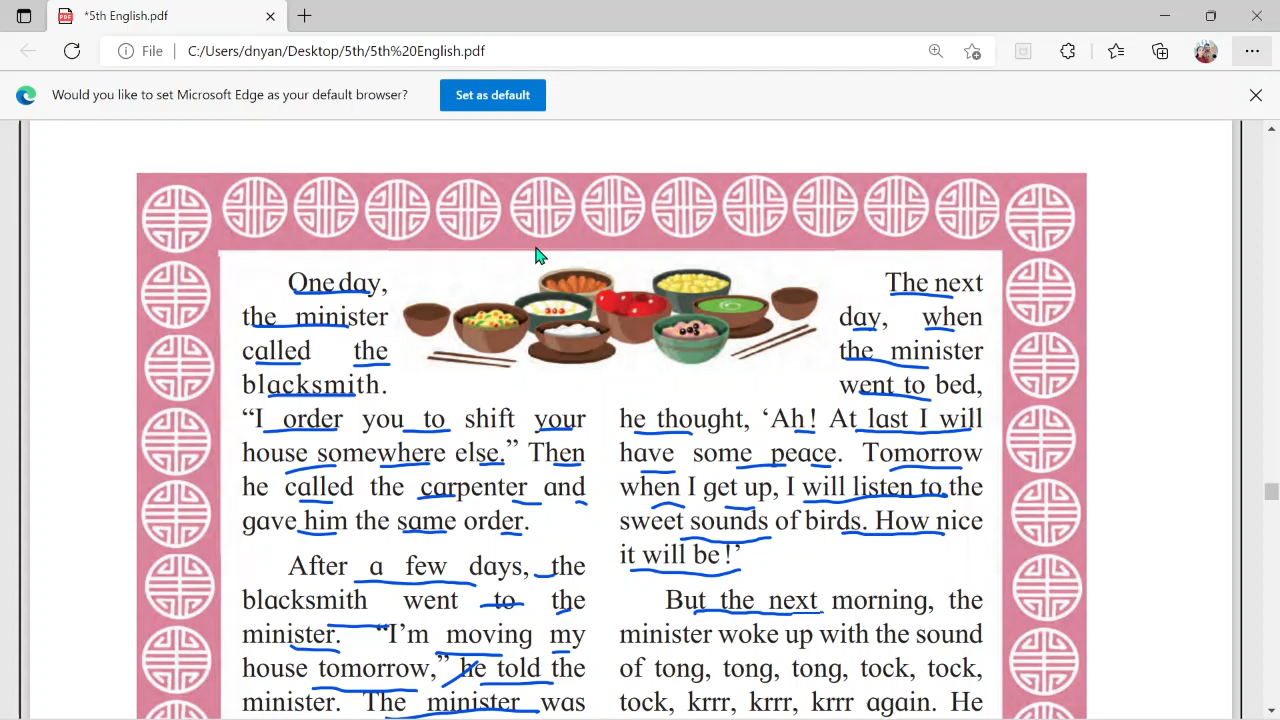 *5th English.pdf
File
C:/Users/dnyan/Desktop/5th/5th%20English.pdf
Would you like to set Microsoft Edge as your default browser?
Set as default
One day,
the minister
called the
blacksmith.
“I order you to shift your
house somewhere else.” Then
he called the carpenter and
gave him the same order.
After a few days, the
blacksmith went to the
minister. “I’m moving my
house tomorrow,” he told the
minister. The minister was
The next
day, when
the minister
went to bed,
he thought, ‘Ah! At last I will
have some peace. Tomorrow
when I get up, I will listen to the
sweet sounds of birds. How nice
it will be!’
But the next morning, the
minister woke up with the sound
of tong, tong, tong, tock, tock,
tock, krrr, krrr, krrr again. He